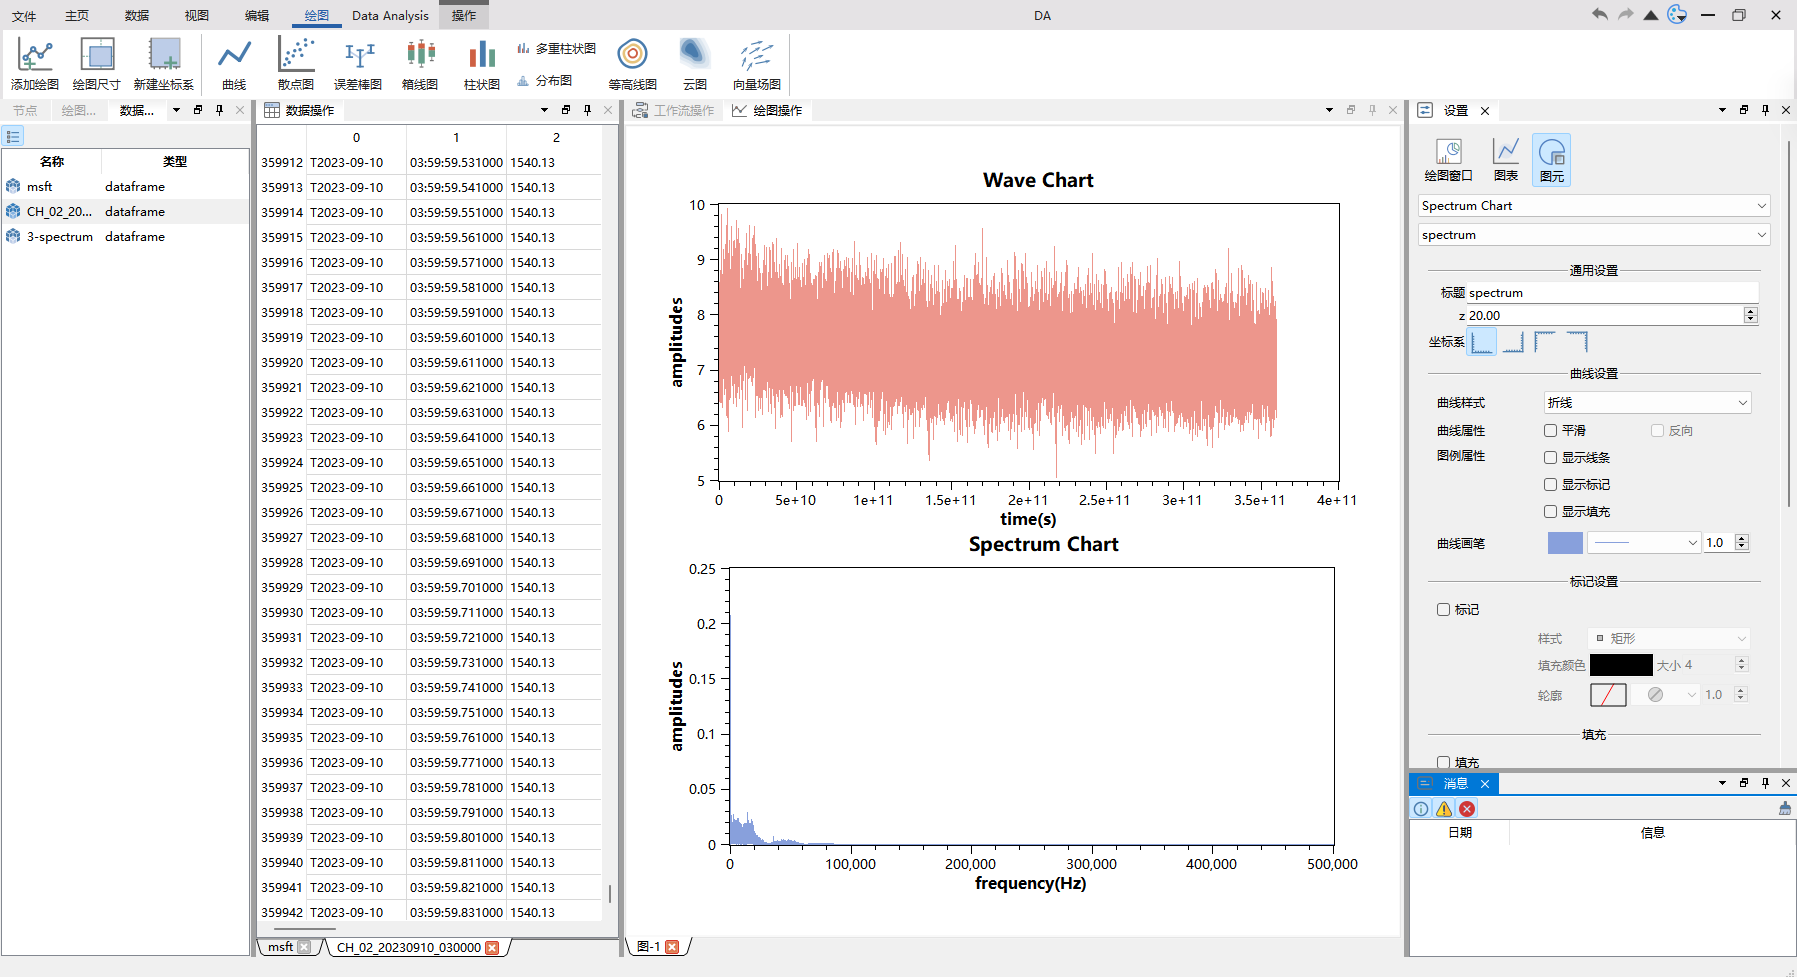 文件 主页 数据 视图 编辑 绘图 Data Analysis 操作 DA
添加绘图 绘图尺寸 新建坐标系 曲线 散点图 误差棒图 箱线图 柱状图 多重柱状图 分布图 等高线图 云图 向量场图
节点 绘图... 数据...
名称 类型
msft dataframe
CH_02_20... dataframe
3-spectrum dataframe
数据操作
0 1 2
359912 T2023-09-10 03:59:59.531000 1540.13
359913 T2023-09-10 03:59:59.541000 1540.13
359914 T2023-09-10 03:59:59.551000 1540.13
359915 T2023-09-10 03:59:59.561000 1540.13
359916 T2023-09-10 03:59:59.571000 1540.13
359917 T2023-09-10 03:59:59.581000 1540.13
359918 T2023-09-10 03:59:59.591000 1540.13
359919 T2023-09-10 03:59:59.601000 1540.13
359920 T2023-09-10 03:59:59.611000 1540.13
359921 T2023-09-10 03:59:59.621000 1540.13
359922 T2023-09-10 03:59:59.631000 1540.13
359923 T2023-09-10 03:59:59.641000 1540.13
359924 T2023-09-10 03:59:59.651000 1540.13
359925 T2023-09-10 03:59:59.661000 1540.13
359926 T2023-09-10 03:59:59.671000 1540.13
359927 T2023-09-10 03:59:59.681000 1540.13
359928 T2023-09-10 03:59:59.691000 1540.13
359929 T2023-09-10 03:59:59.701000 1540.13
359930 T2023-09-10 03:59:59.711000 1540.13
359931 T2023-09-10 03:59:59.721000 1540.13
359932 T2023-09-10 03:59:59.731000 1540.13
359933 T2023-09-10 03:59:59.741000 1540.13
359934 T2023-09-10 03:59:59.751000 1540.13
359935 T2023-09-10 03:59:59.761000 1540.13
359936 T2023-09-10 03:59:59.771000 1540.13
359937 T2023-09-10 03:59:59.781000 1540.13
359938 T2023-09-10 03:59:59.791000 1540.13
359939 T2023-09-10 03:59:59.801000 1540.13
359940 T2023-09-10 03:59:59.811000 1540.13
359941 T2023-09-10 03:59:59.821000 1540.13
359942 T2023-09-10 03:59:59.831000 1540.13
msft CH_02_20230910_030000
工作流操作 绘图操作
Wave Chart
amplitudes
10
9
8
7
6
5
0 5e+10 1e+11 1.5e+11 2e+11 2.5e+11 3e+11 3.5e+11 4e+11
time(s)
Spectrum Chart
amplitudes
0.25
0.2
0.15
0.1
0.05
0
0 100,000 200,000 300,000 400,000 500,000
frequency(Hz)
图-1
设置
绘图窗口 图表 图元
Spectrum Chart
spectrum
通用设置
标题 spectrum
z 20.00
坐标系
曲线设置
曲线样式 折线
曲线属性 平滑 反向
图例属性 显示线条
显示标记
显示填充
曲线画笔 1.0
标记设置
标记
样式 矩形
填充颜色 大小 4
轮廓 1.0
填充
填充
消息
日期 信息